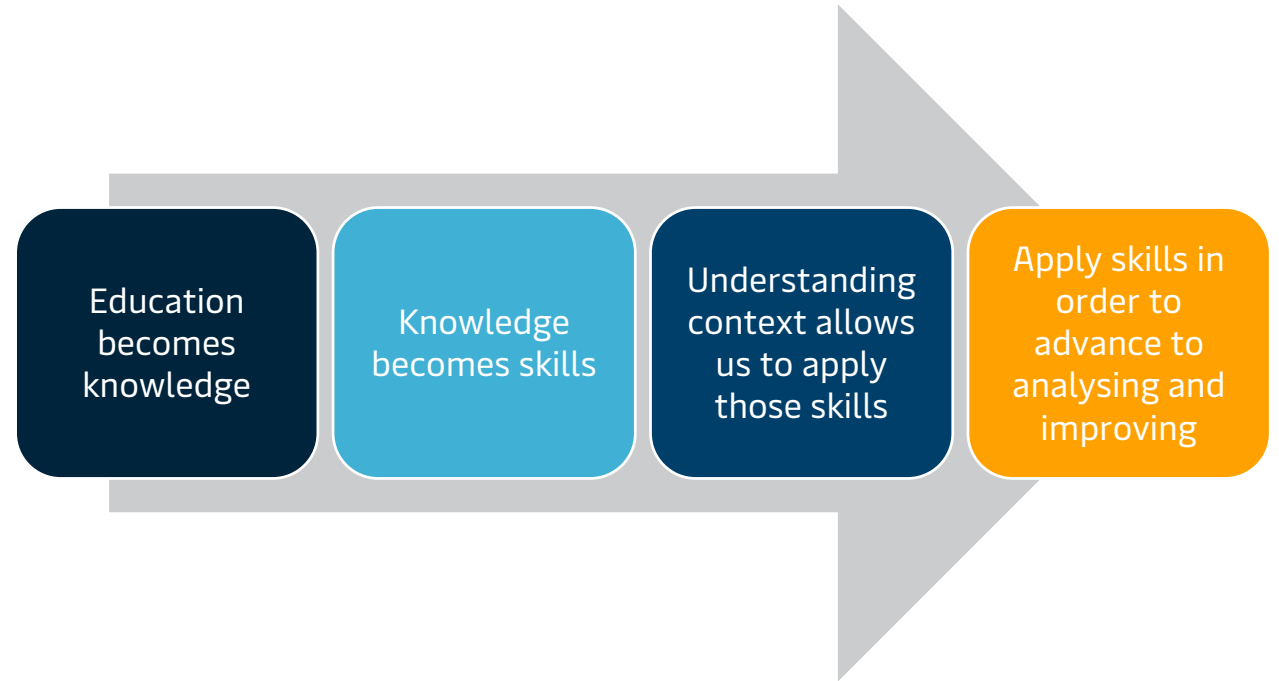 Education
becomes
knowledge
Knowledge
becomes skills
Understanding
context allows
us to apply
those skills
Apply skills in
order to
advance to
analysing and
improving